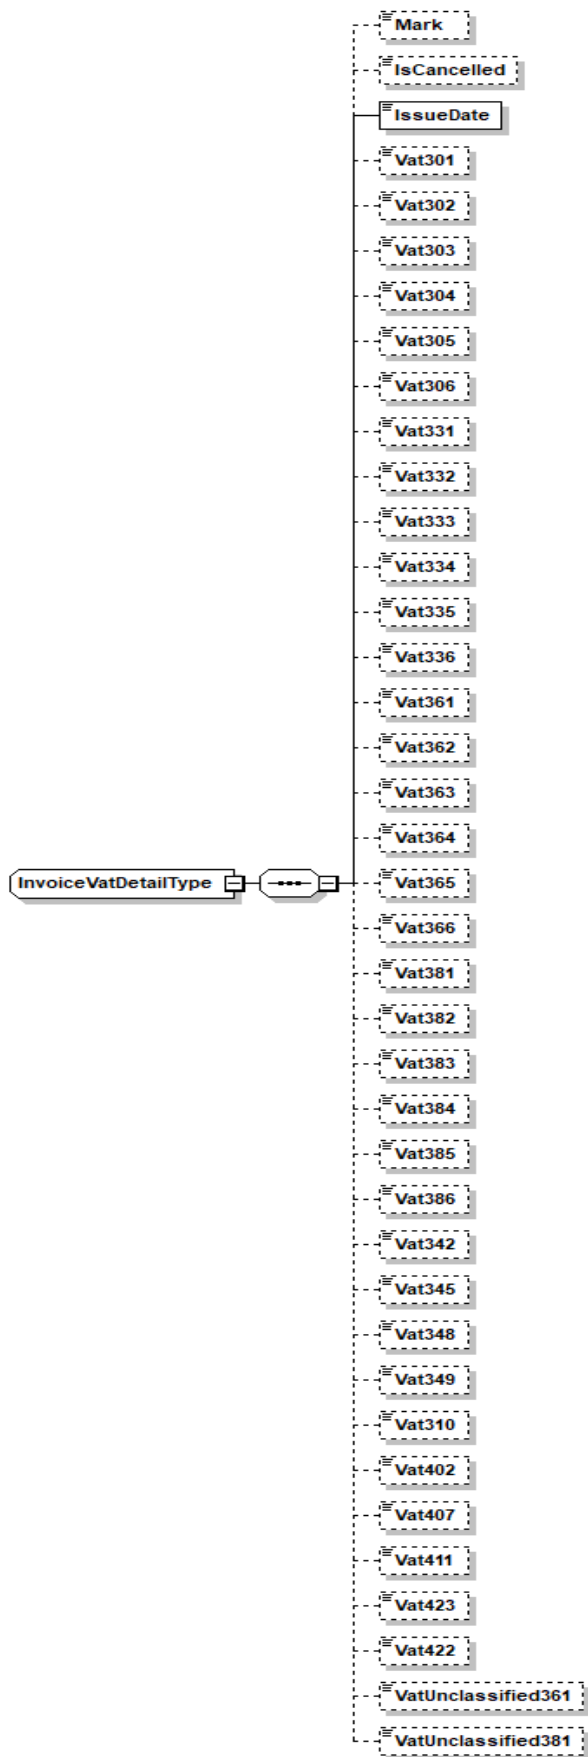 Mark
IsCancelled
IssueDate
Vat301
Vat302
Vat303
Vat304
Vat305
Vat306
Vat331
Vat332
Vat333
Vat334
Vat335
Vat336
Vat361
Vat362
Vat363
Vat364
InvoiceVatDetailType
Vat365
Vat366
Vat381
Vat382
Vat383
Vat384
Vat385
Vat386
Vat342
Vat345
Vat348
Vat349
Vat310
Vat402
Vat407
Vat411
Vat423
Vat422
VatUnclassified361
VatUnclassified381